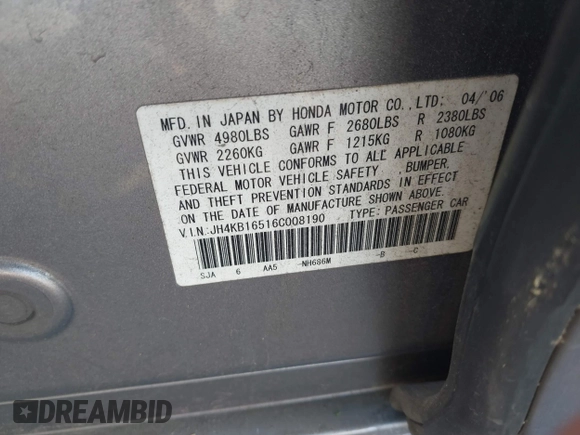 MFD. IN JAPAN BY HONDA MOTOR CO., LTD: 04/'06
GVWR 4980LBS GAWR F 2680LBS R 2380LBS
GVWR 2260KG GAWR F 1215KG R 1080KG
THIS VEHICLE CONFORMS TO ALL APPLICABLE
FEDERAL MOTOR VEHICLE SAFETY , BUMPER,
AND THEFT PREVENTION STANDARDS IN EFFECT
ON THE DATE OF MANUFACTURE SHOWN ABOVE.
V.I.N.:JH4KB16516C008190 TYPE: PASSENGER CAR
SJA 6 AA5 -NH686M -B -C
DREAMBID